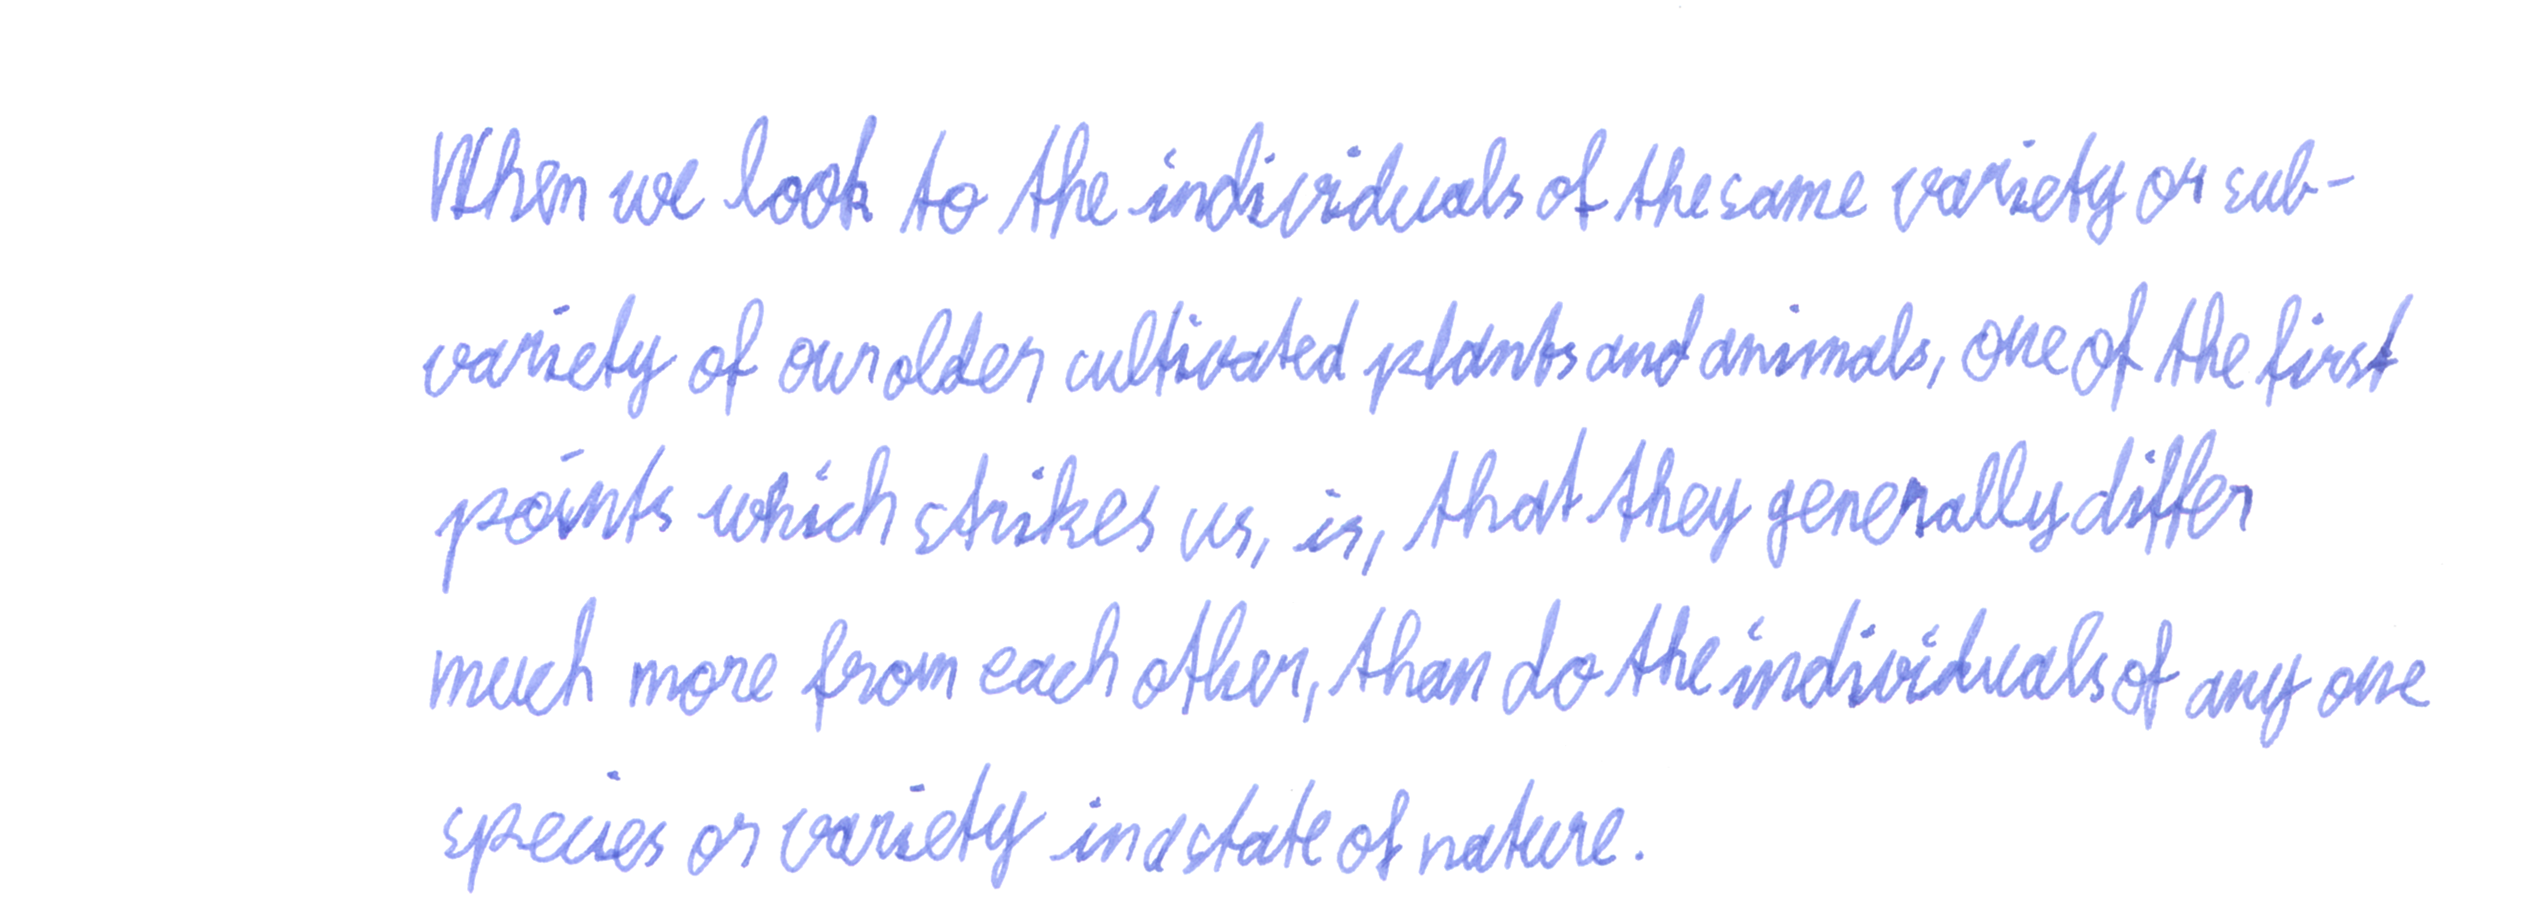 When we look to the individuals of the same variety or sub-
variety of our older cultivated plants and animals, one of the first
points which strikes us, is, that they generally differ
much more from each other, than do the individuals of any one
species or variety in a state of nature.